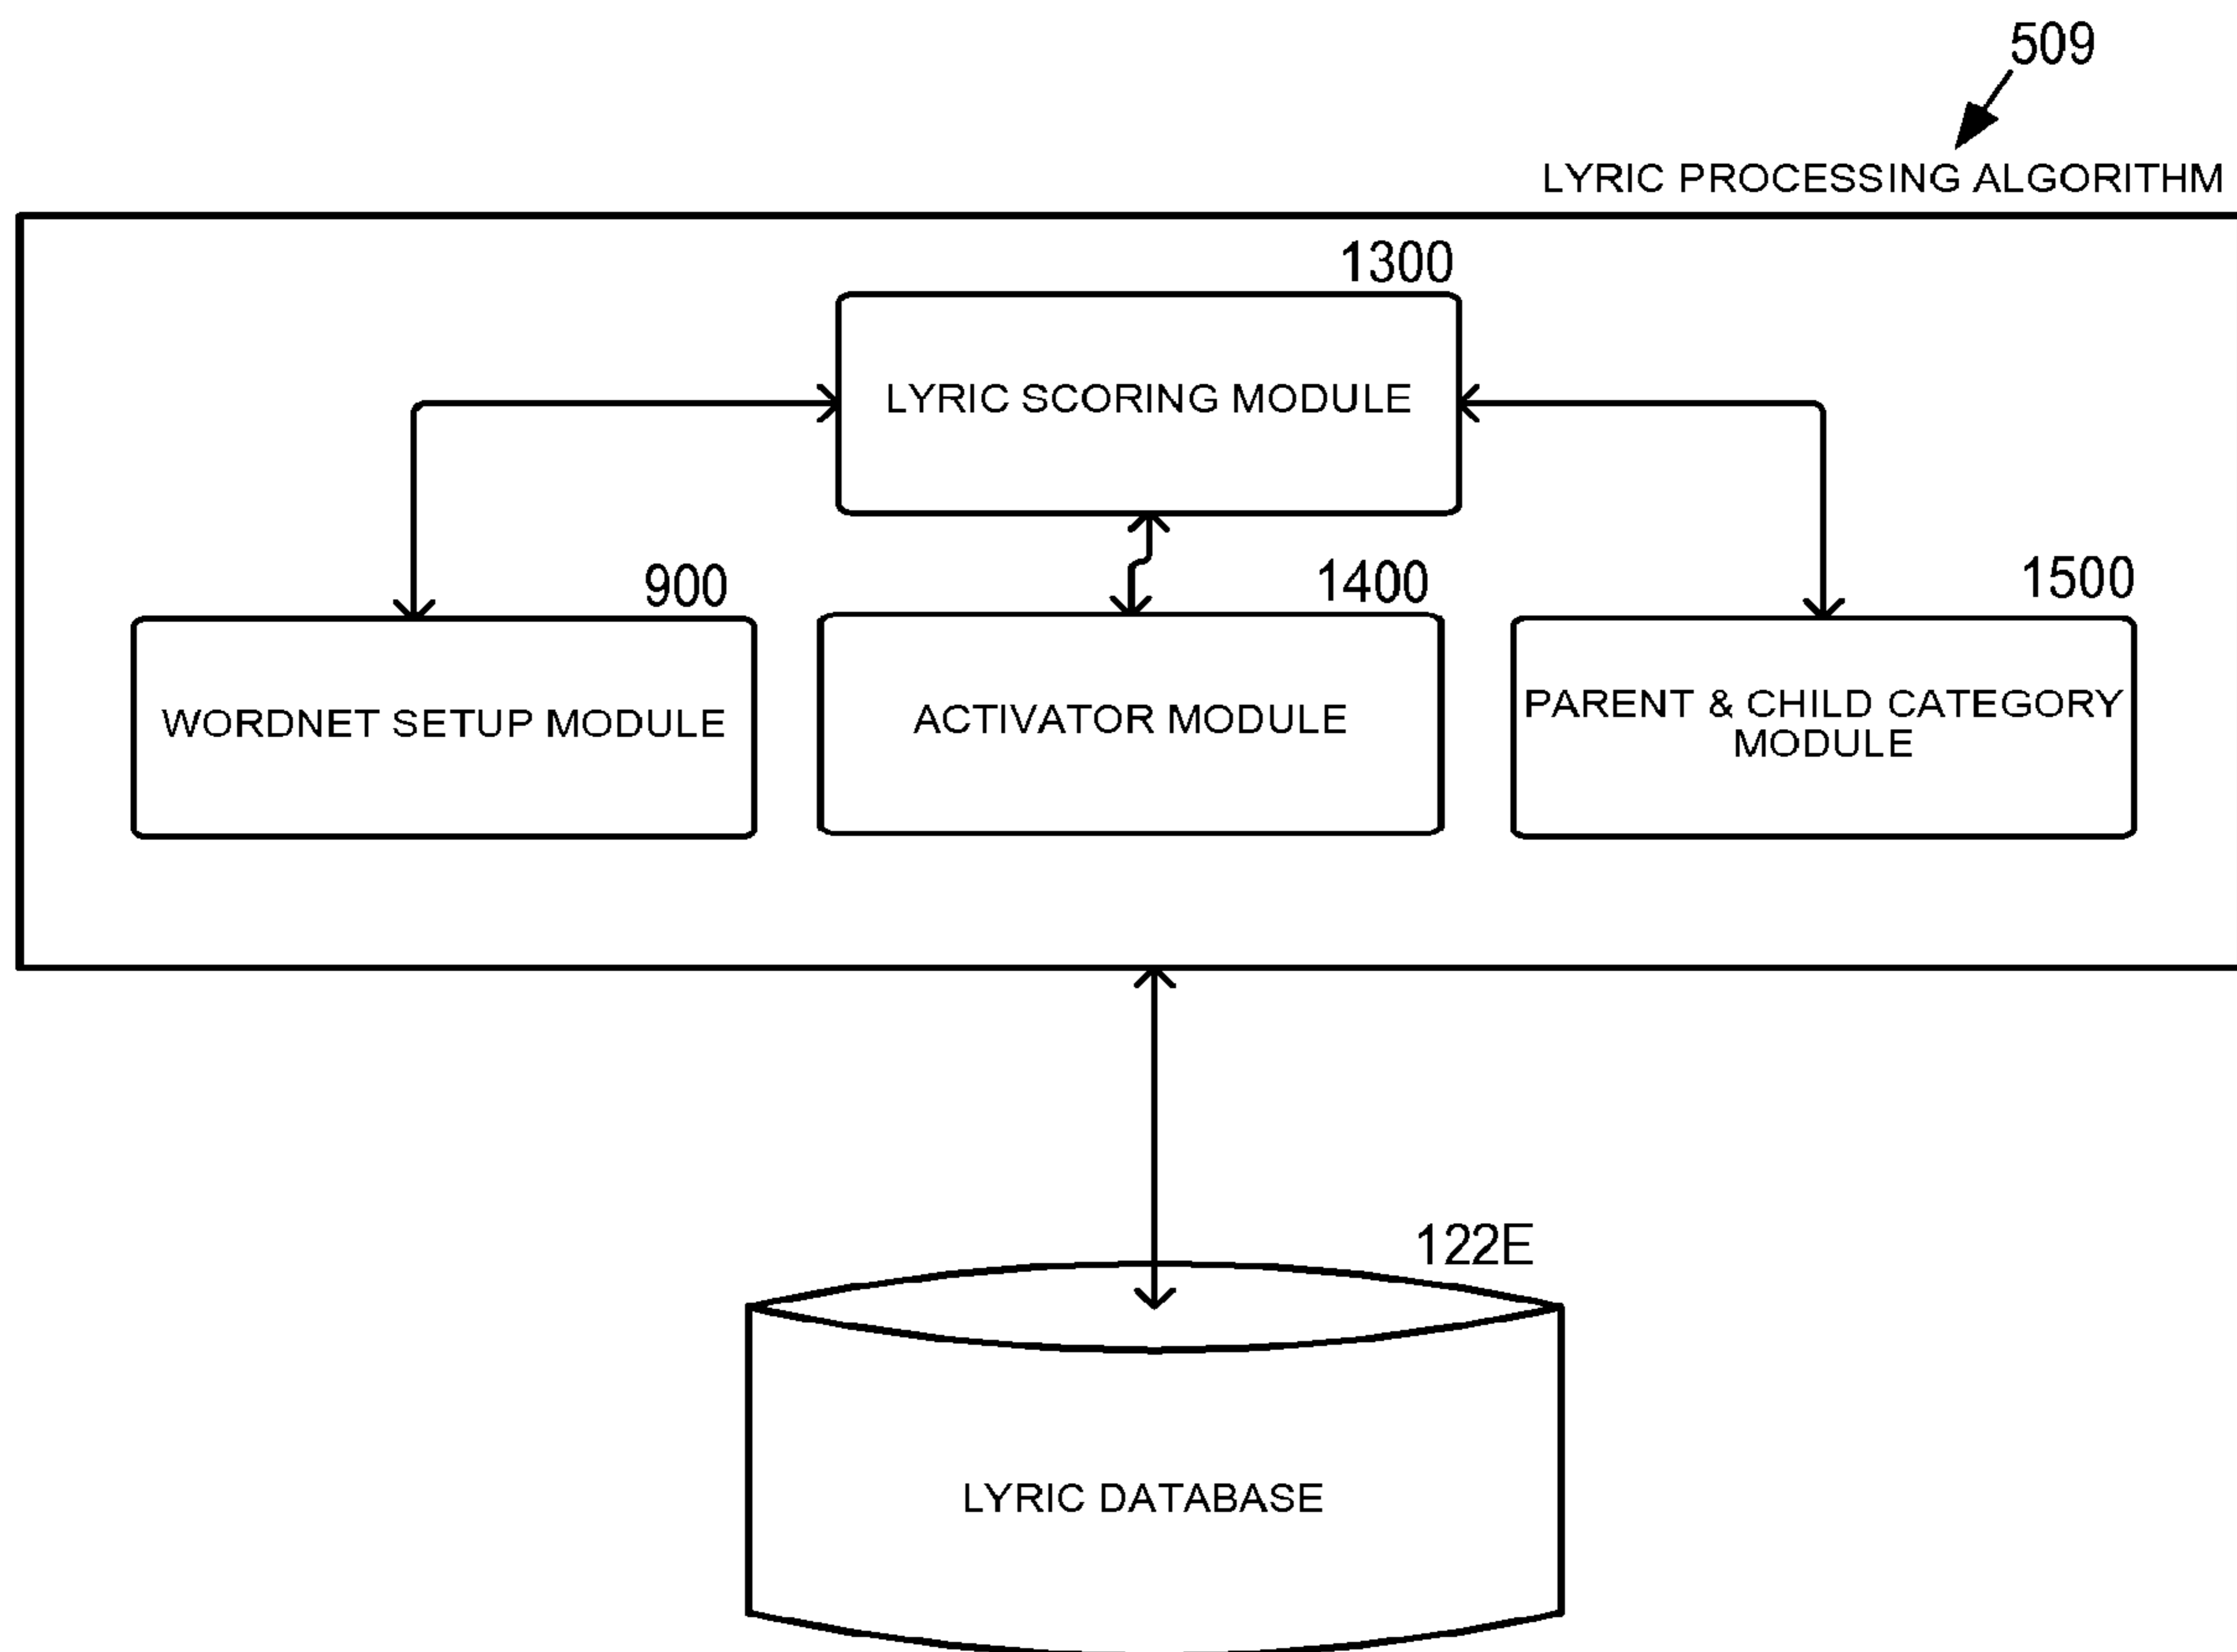 509
LYRIC PROCESSING ALGORITHM
1300
LYRIC SCORING MODULE
900
1400
1500
WORDNET SETUP MODULE
ACTIVATOR MODULE
PARENT & CHILD CATEGORY
MODULE
122E
LYRIC DATABASE